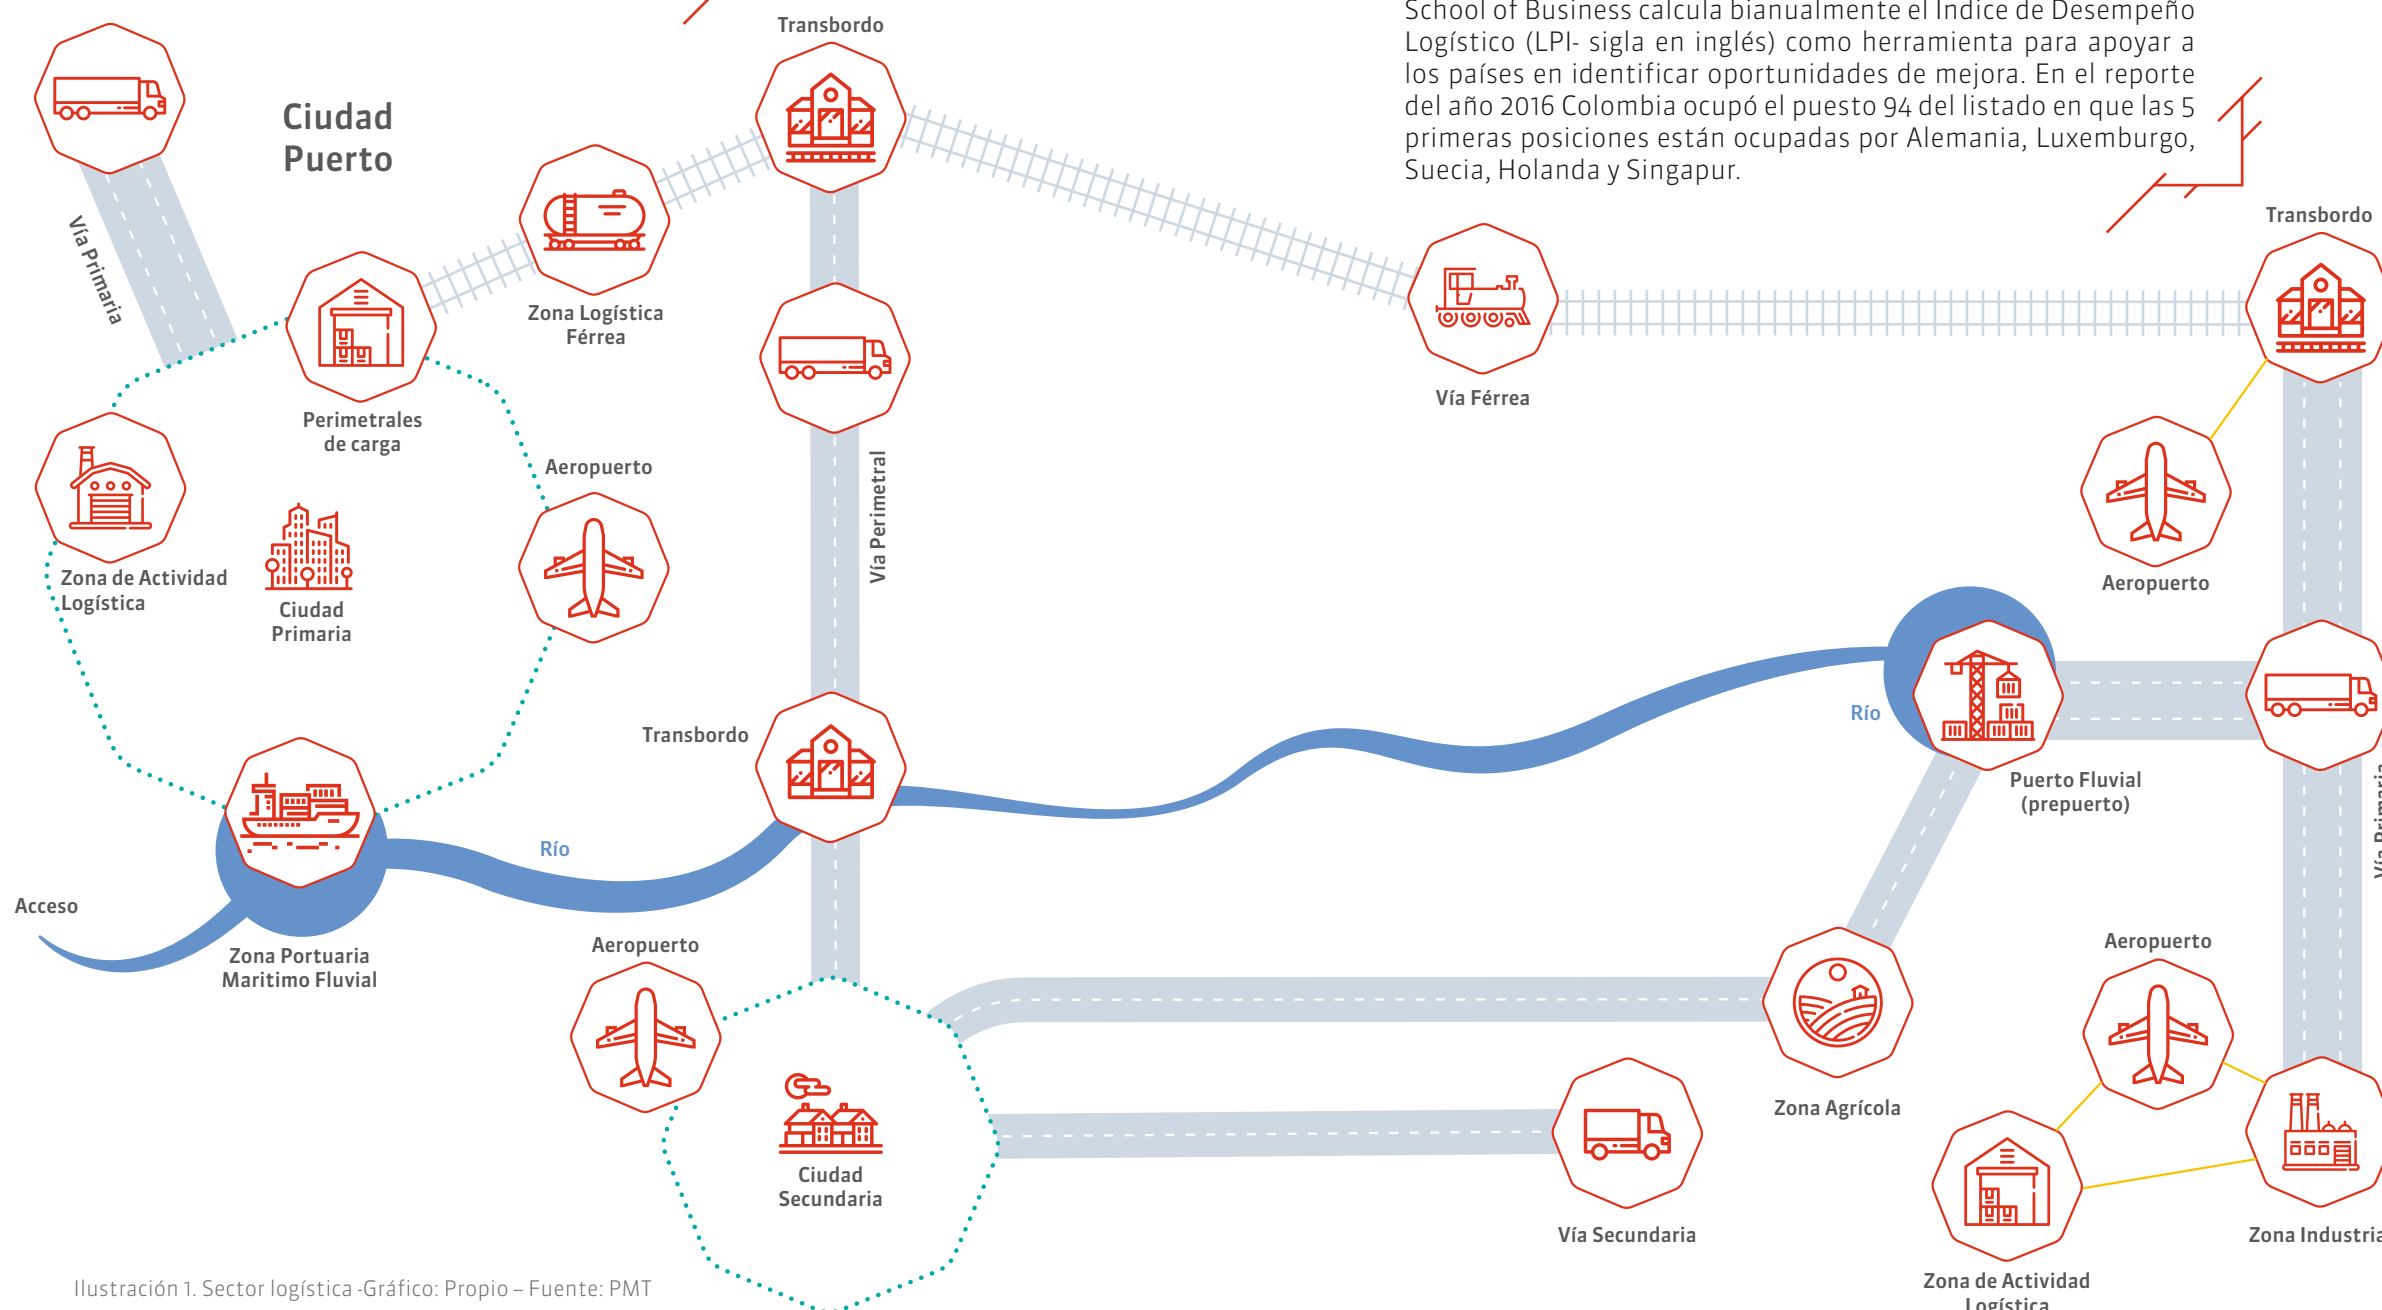 School of Business calcula bianualmente el Índice de Desempeño
Logístico (LPI- sigla en inglés) como herramienta para apoyar a
los países en identificar oportunidades de mejora. En el reporte
del año 2016 Colombia ocupó el puesto 94 del listado en que las 5
primeras posiciones están ocupadas por Alemania, Luxemburgo,
Suecia, Holanda y Singapur.
Transbordo
Ciudad
Puerto
Vía Primaria
Zona Logística
Férrea
Transbordo
Vía Férrea
Perimetrales
de carga
Aeropuerto
Vía Perimetral
Zona de Actividad
Logística
Ciudad
Primaria
Aeropuerto
Transbordo
Río
Puerto Fluvial
(prepuerto)
Vía Primaria
Río
Acceso
Zona Portuaria
Maritimo Fluvial
Aeropuerto
Aeropuerto
Zona Agrícola
Ciudad
Secundaria
Vía Secundaria
Zona Industria
Zona de Actividad
Logística
Ilustración 1. Sector logística -Gráfico: Propio – Fuente: PMT